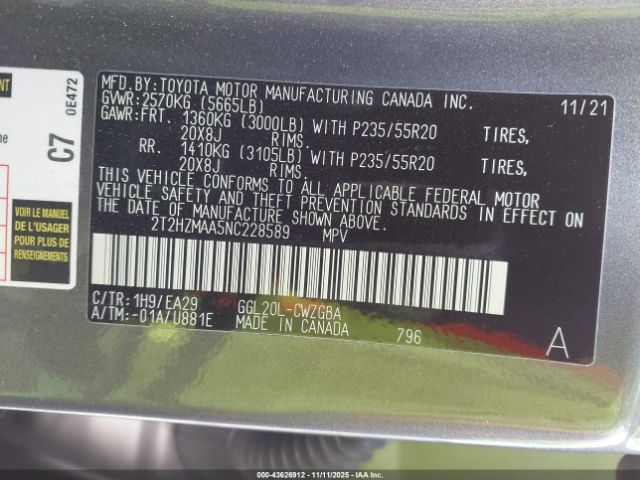 MFD.BY:TOYOTA MOTOR MANUFACTURING CANADA INC.
11/21
GVWR:2570KG (5665LB)
GAWR:FRT. 1360KG (3000LB) WITH P235/55R20 TIRES,
20X8J RIMS.
RR. 1410KG (3105LB) WITH P235/55R20 TIRES,
20X8J RIMS.
THIS VEHICLE CONFORMS TO ALL APPLICABLE FEDERAL MOTOR
VEHICLE SAFETY AND THEFT PREVENTION STANDARDS IN EFFECT ON
THE DATE OF MANUFACTURE SHOWN ABOVE.
2T2HZMAA5NC228589 MPV
C/TR:1H9/EA29 GGL20L-CWZGBA
A/TM:-01A/U881E MADE IN CANADA 796 A
C7
0E472
VOIR LE MANUEL
DE L'USAGER
POUR PLUS DE
RENSEIGNEMENTS
000-43626912 - 11/11/2025 - IAAI.COM